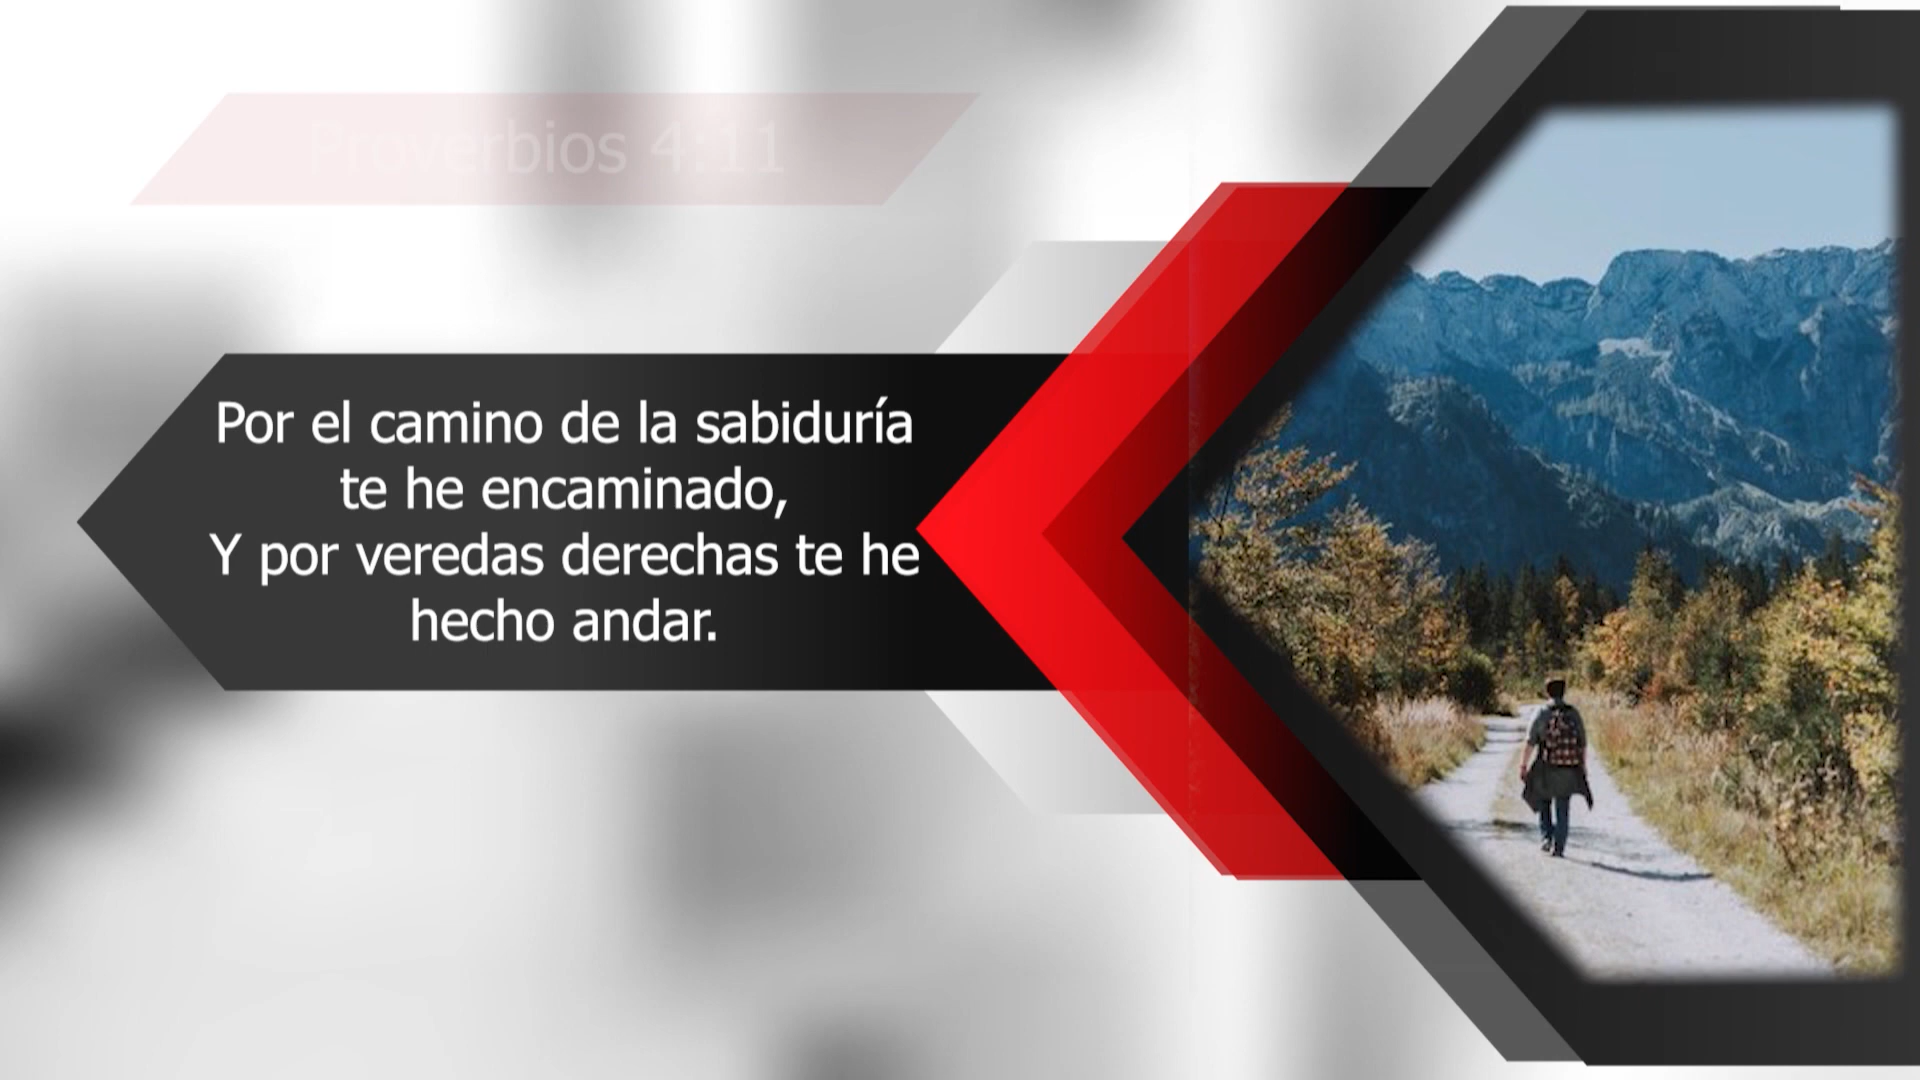 Proverbios 4:11
Por el camino de la sabiduría
te he encaminado,
Y por veredas derechas te he
hecho andar.